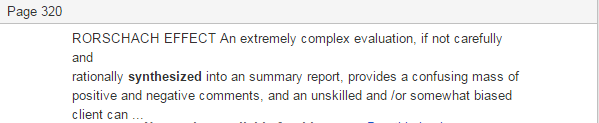 Page 320
RORSCHACH EFFECT An extremely complex evaluation, if not carefully
and
rationally synthesized into an summary report, provides a confusing mass of
positive and negative comments, and an unskilled and /or somewhat biased
client can ...